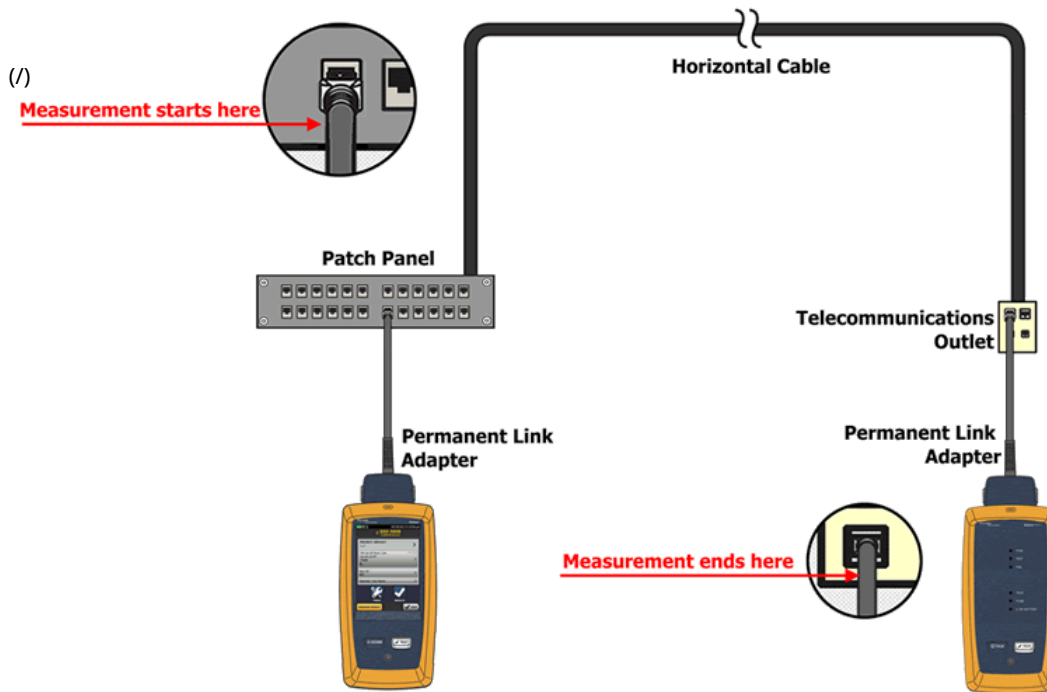 Horizontal Cable
(/)
Measurement starts here
Patch Panel
Telecommunications
Outlet
Permanent Link
Adapter
Permanent Link
Adapter
Measurement ends here